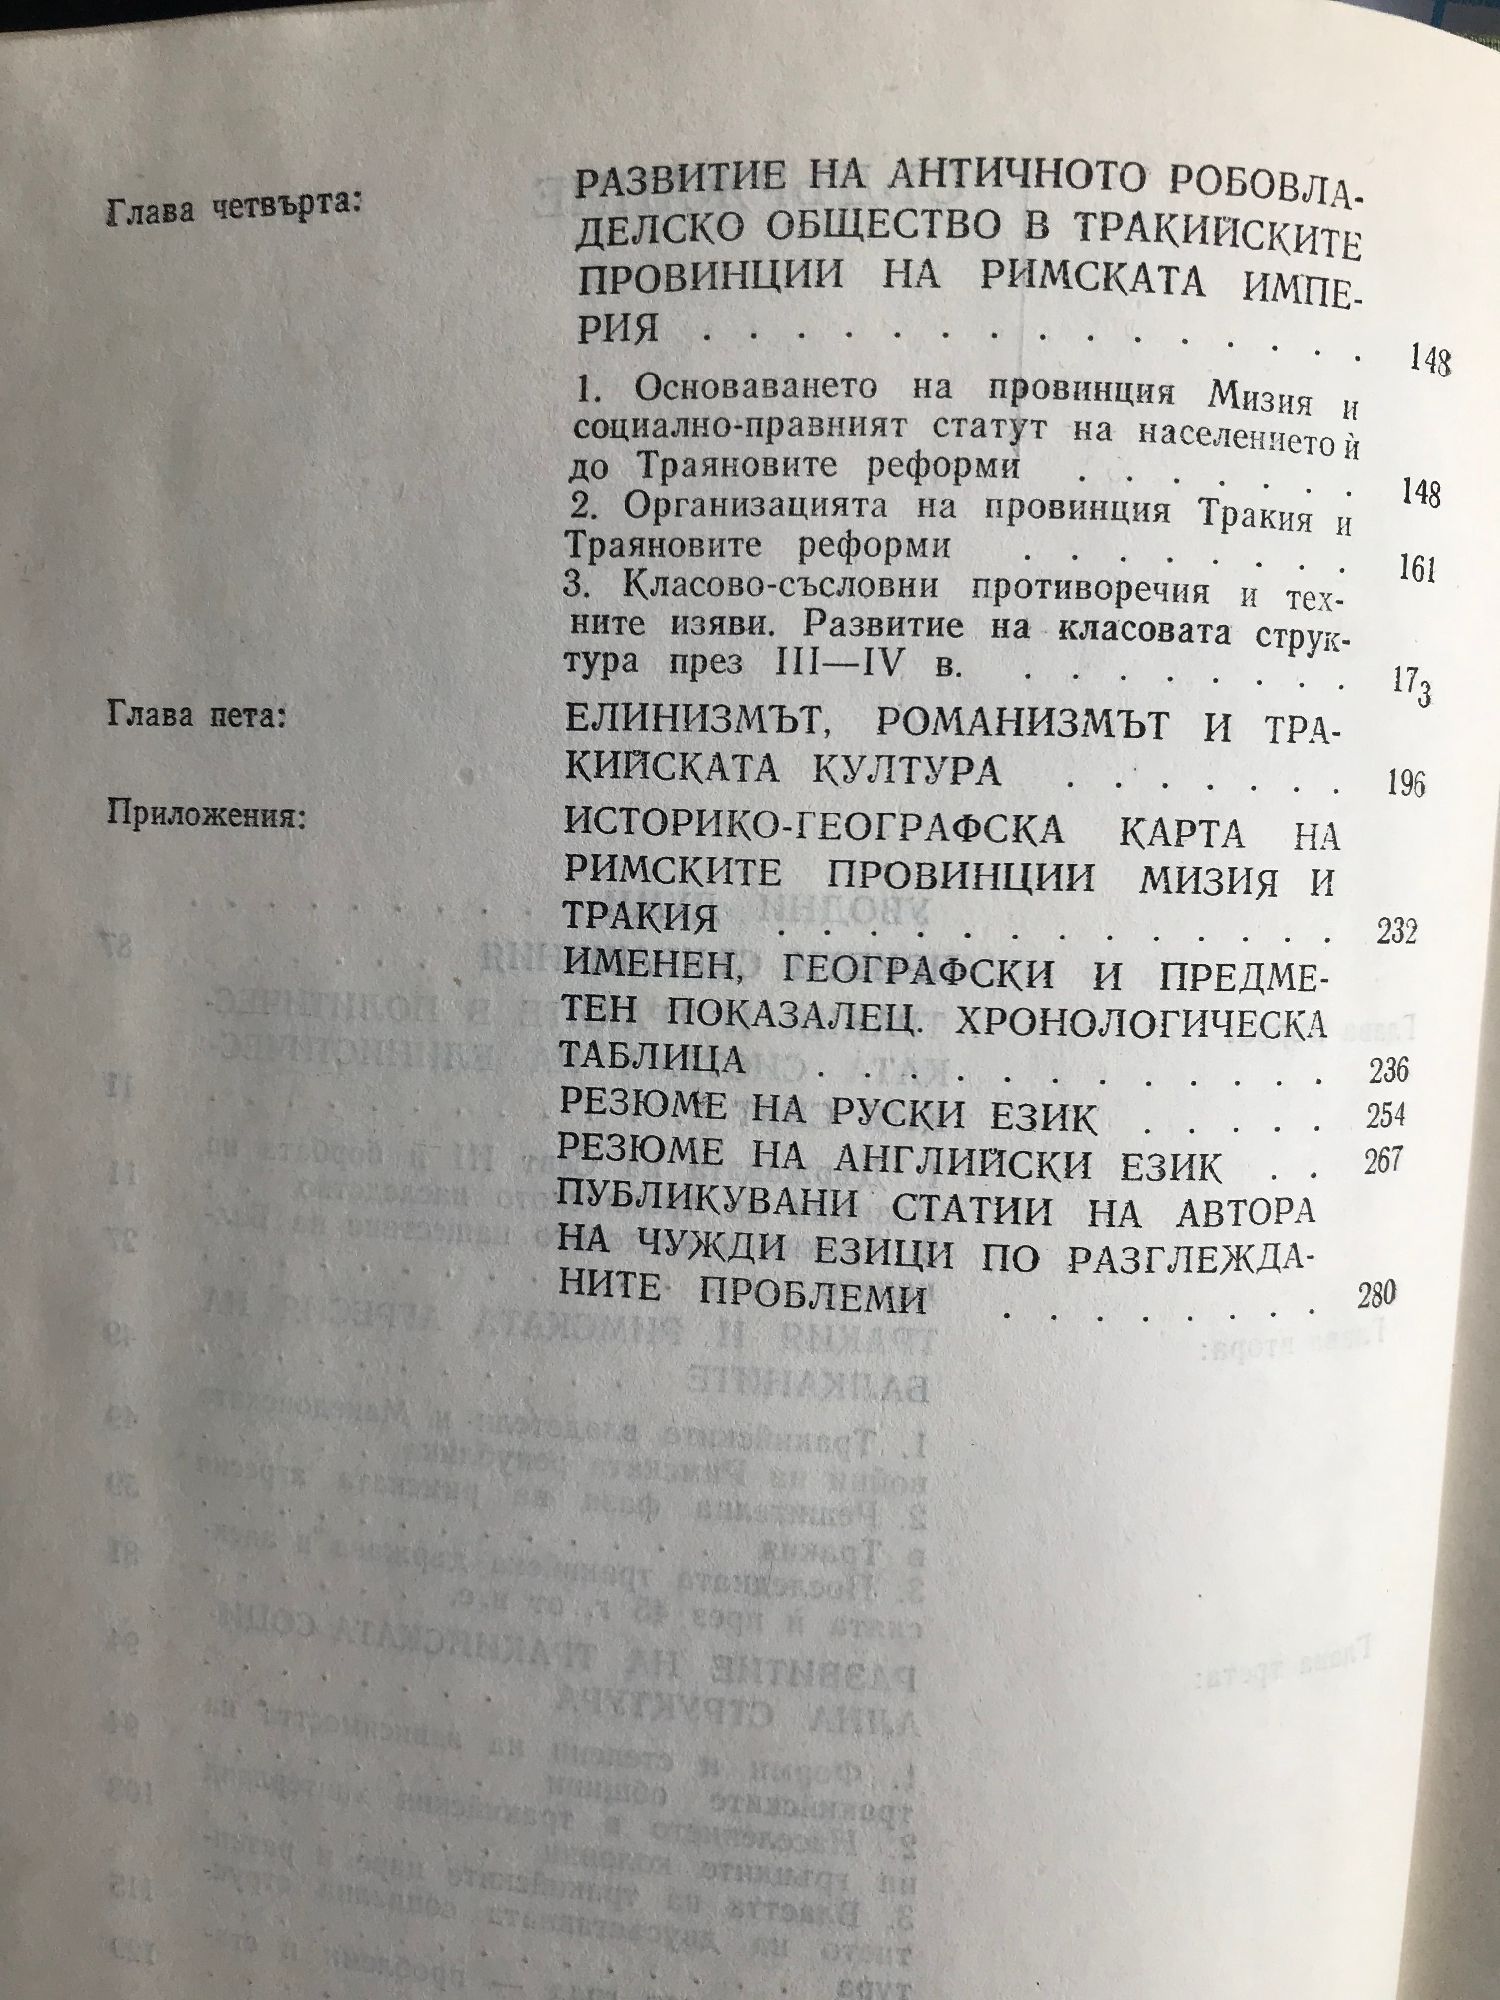 Глава четвърта:
РАЗВИТИЕ НА АНТИЧНОТО РОБОВЛА-
ДЕЛСКО ОБЩЕСТВО В ТРАКИЙСКИТЕ
ПРОВИНЦИИ НА РИМСКАТА ИМПЕ-
РИЯ . . . . . . . . . . . . . . . 148
1. Основаването на провинция Мизия и
социално-правният статут на населението ѝ
до Траяновите реформи . . . . . . . 148
2. Организацията на провинция Тракия и
Траяновите реформи . . . . . . . . 161
3. Класово-съсловни противоречия и тех-
ните изяви. Развитие на класовата струк-
тура през III—IV в. . . . . . . . . 173
Глава пета:
ЕЛИНИЗМЪТ, РОМАНИЗМЪТ И ТРА-
КИЙСКАТА КУЛТУРА . . . . . . . 196
Приложения:
ИСТОРИКО-ГЕОГРАФСКА КАРТА НА
РИМСКИТЕ ПРОВИНЦИИ МИЗИЯ И
ТРАКИЯ . . . . . . . . . . . . . 232
ИМЕНЕН, ГЕОГРАФСКИ И ПРЕДМЕ-
ТЕН ПОКАЗАЛЕЦ. ХРОНОЛОГИЧЕСКА
ТАБЛИЦА . . . . . . . . . . . . 236
РЕЗЮМЕ НА РУСКИ ЕЗИК . . . . . 254
РЕЗЮМЕ НА АНГЛИЙСКИ ЕЗИК . . 267
ПУБЛИКУВАНИ СТАТИИ НА АВТОРА
НА ЧУЖДИ ЕЗИЦИ ПО РАЗГЛЕЖДА-
НИТЕ ПРОБЛЕМИ . . . . . . . . 280